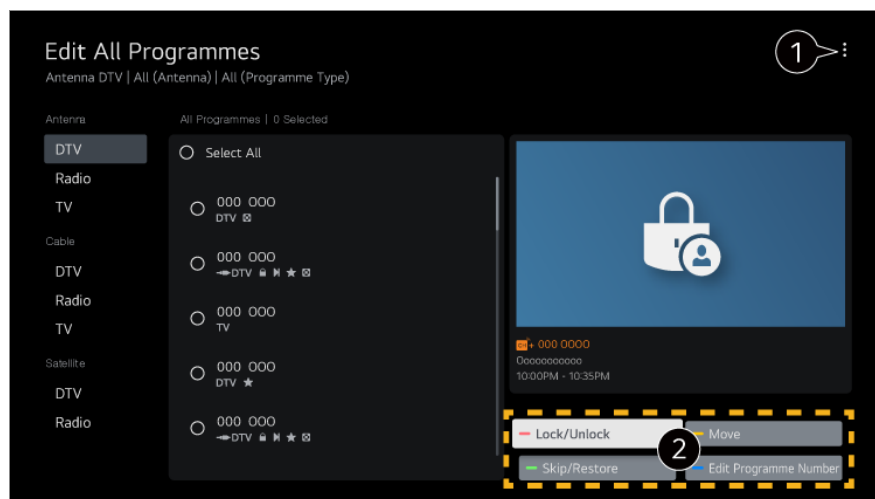 Edit All Programmes
Antenna DTV | All (Antenna) | All (Programme Type)
1
Antenna
DTV
Radio
TV
Cable
DTV
Radio
TV
Satellite
DTV
Radio
All Programmes | 0 Selected
Select All
000 000
DTV
000 000
DTV
000 000
TV
000 000
DTV
000 000
DTV
000 0000
Oooooooooo
10:00PM - 10:35PM
Lock/Unlock
Move
2
Skip/Restore
Edit Programme Number